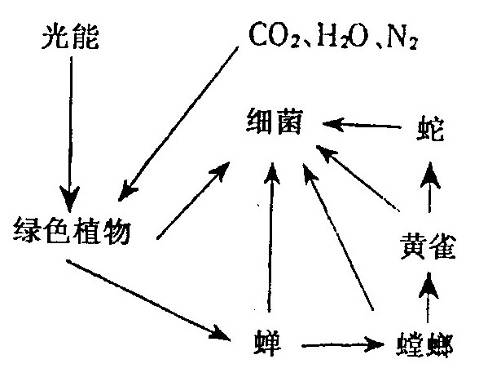 光能
CO₂、H₂O、N₂
细菌
蛇
绿色植物
黄雀
蝉
螳螂